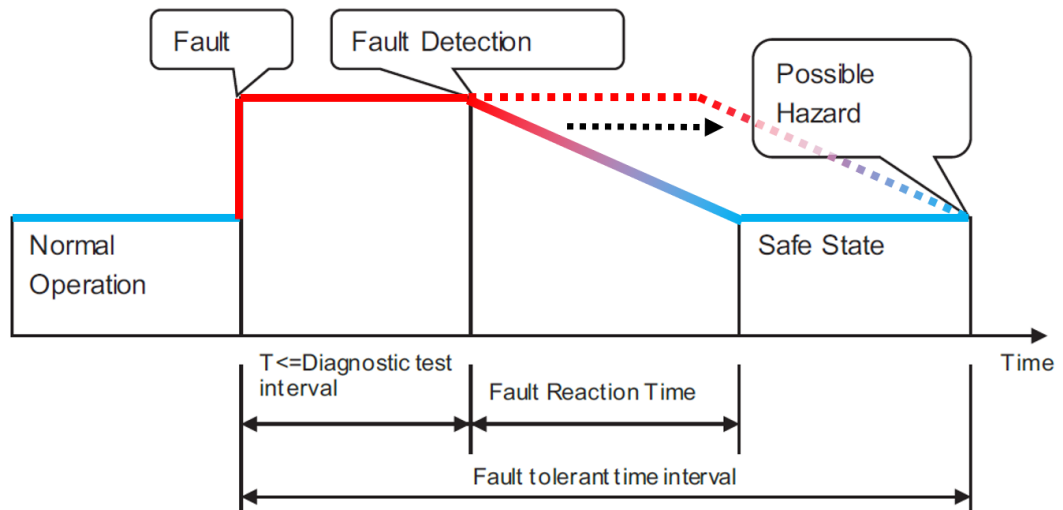 Fault
Fault Detection
Possible
Hazard
Normal
Operation
Safe State
T<=Diagnostic test
interval
Time
Fault Reaction Time
Fault tolerant time interval